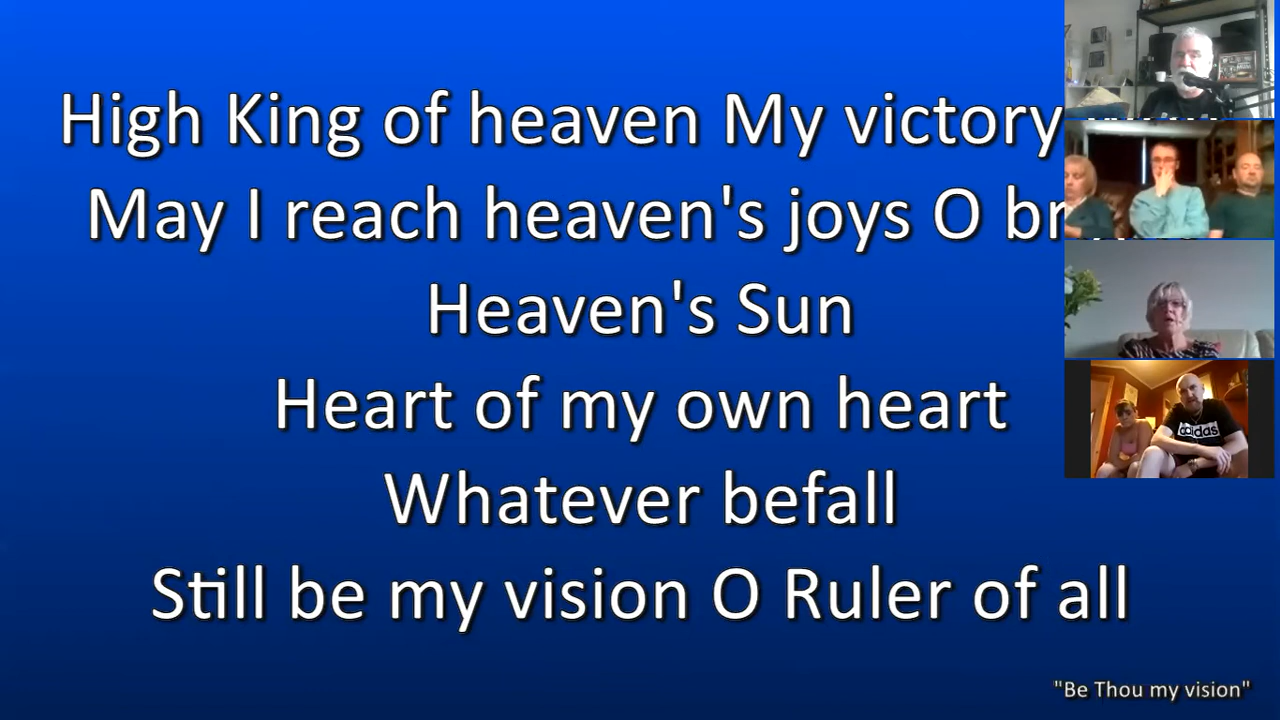 High King of heaven My victory
May I reach heaven's joys O
Heaven's Sun
Heart of my own heart
Whatever befall
Still be my vision O Ruler of all
"Be Thou my vision"
adidas